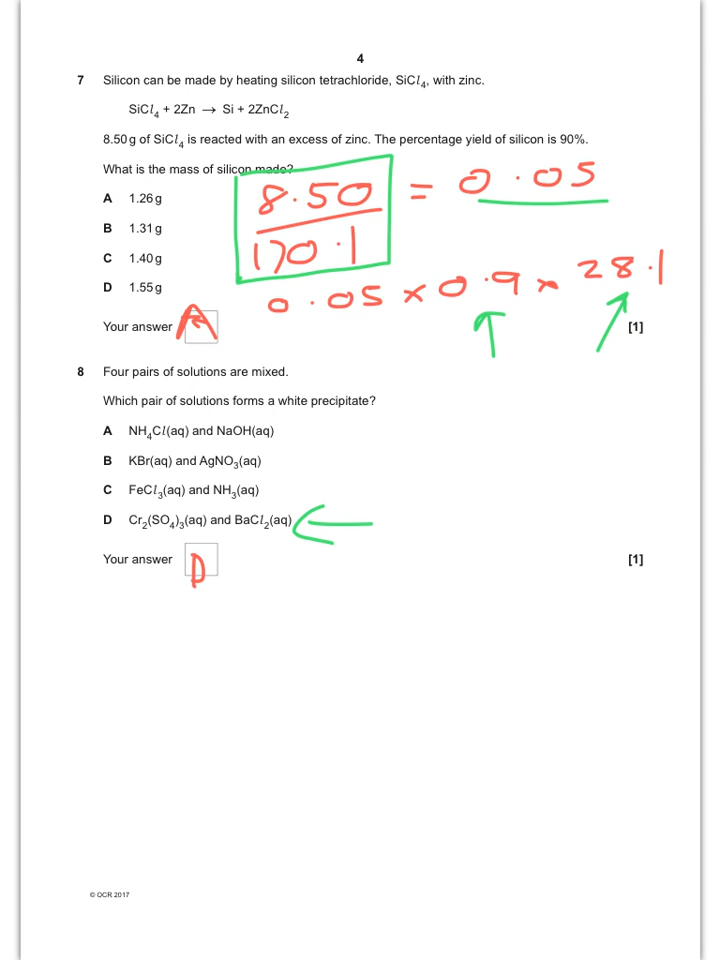 4
7 Silicon can be made by heating silicon tetrachloride, SiCl₄, with zinc.
SiCl₄ + 2Zn → Si + 2ZnCl₂
8.50 g of SiCl₄ is reacted with an excess of zinc. The percentage yield of silicon is 90%.
What is the mass of silicon made?
8.50 = 0.05
170.1
A 1.26 g
B 1.31 g
C 1.40 g
0.05 × 0.9 × 28.1
D 1.55 g
Your answer A [1]
8 Four pairs of solutions are mixed.
Which pair of solutions forms a white precipitate?
A NH₄Cl(aq) and NaOH(aq)
B KBr(aq) and AgNO₃(aq)
C FeCl₃(aq) and NH₃(aq)
D Cr₂(SO₄)₃(aq) and BaCl₂(aq)
Your answer D [1]
© OCR 2017